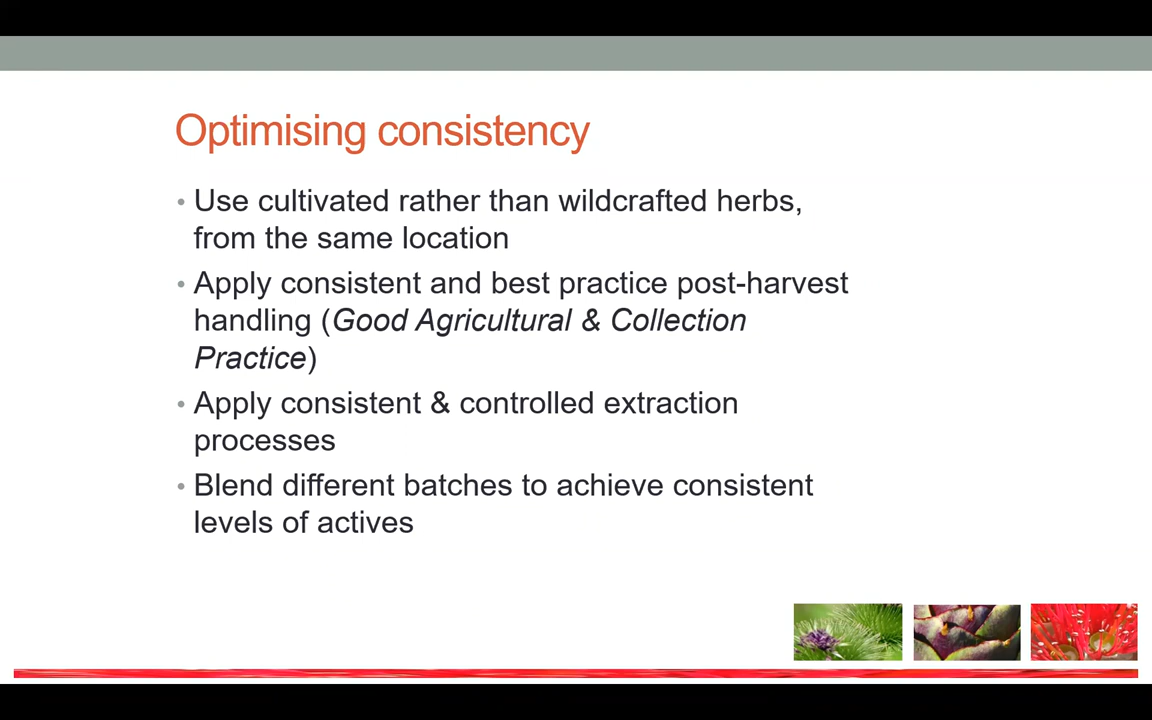 Optimising consistency
• Use cultivated rather than wildcrafted herbs,
from the same location
• Apply consistent and best practice post-harvest
handling (Good Agricultural & Collection
Practice)
• Apply consistent & controlled extraction
processes
• Blend different batches to achieve consistent
levels of actives